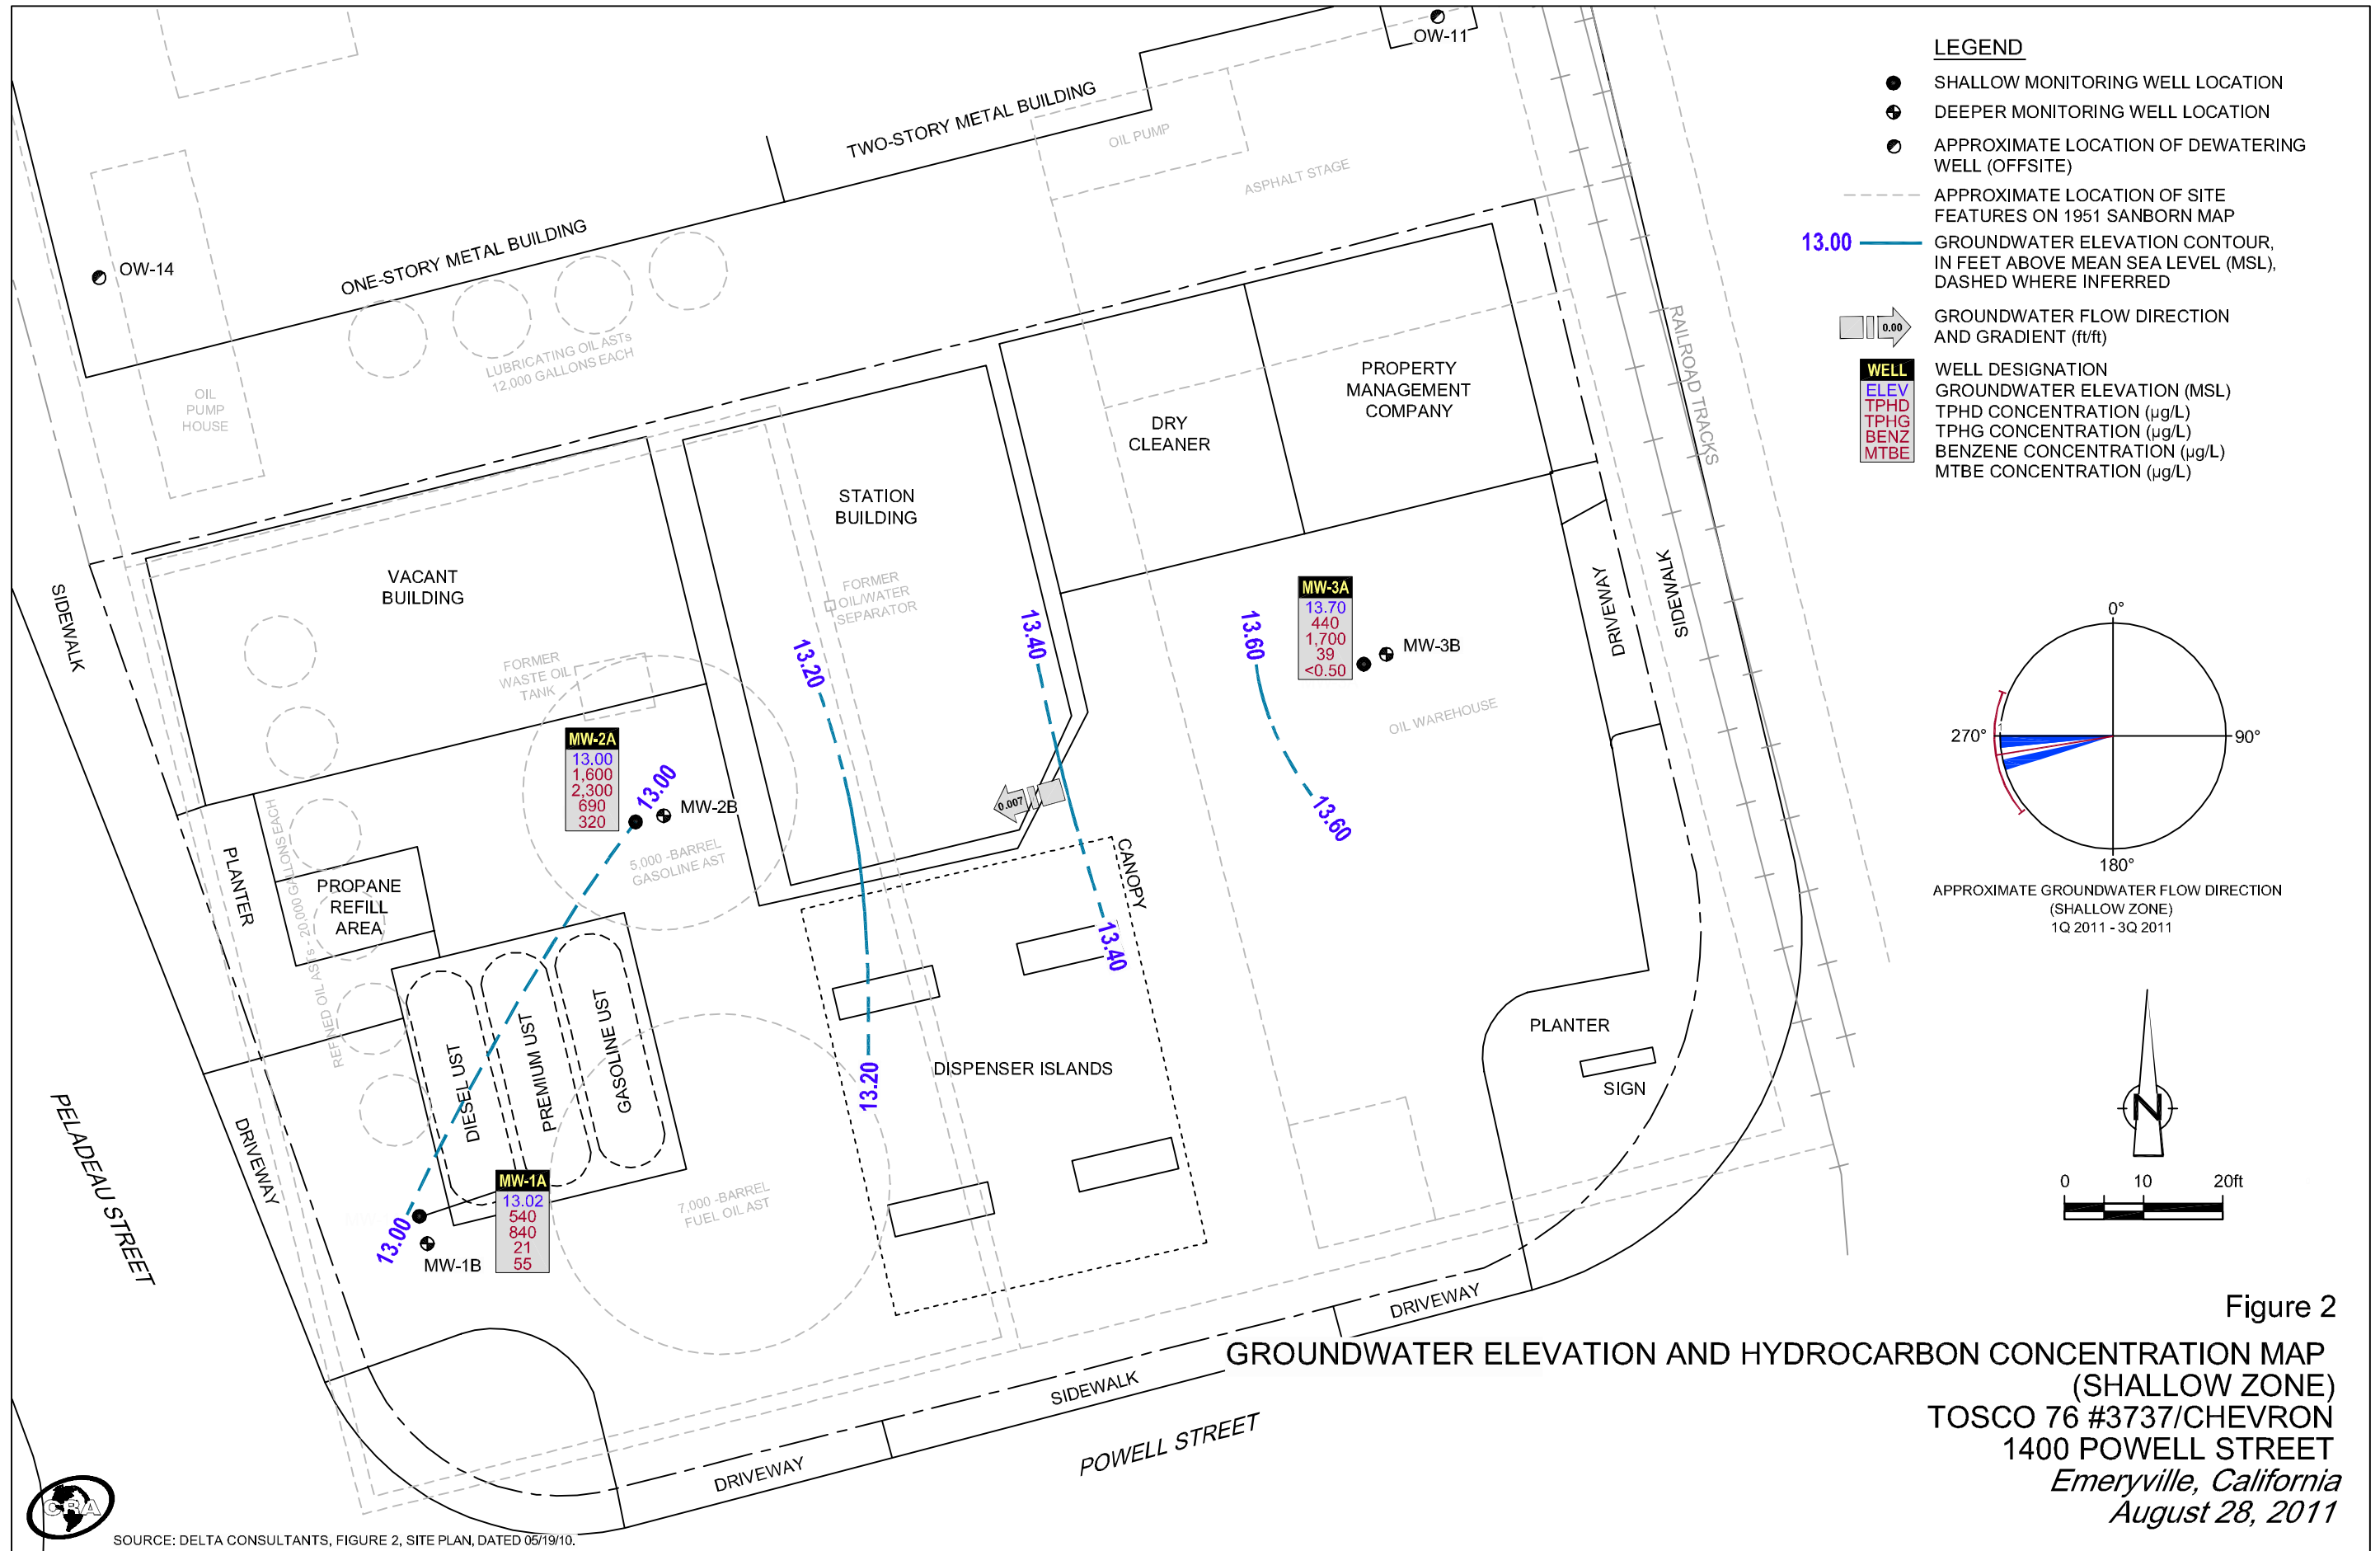 OW-11
TWO-STORY METAL BUILDING
OIL PUMP
ASPHALT STAGE
ONE-STORY METAL BUILDING
OW-14
LUBRICATING OIL ASTs
12,000 GALLONS EACH
OIL
PUMP
HOUSE
RAILROAD TRACKS
PROPERTY
MANAGEMENT
COMPANY
DRY
CLEANER
STATION
BUILDING
VACANT
BUILDING
FORMER
OIL/WATER
SEPARATOR
FORMER
WASTE OIL
TANK
SIDEWALK
DRIVEWAY
SIDEWALK
13.20
13.40
13.60
MW-3A
13.70
440
1,700
39
<0.50
MW-3B
OIL WAREHOUSE
MW-2A
13.00
1,600
2,300
690
320
13.00
MW-2B
5,000 -BARREL
GASOLINE AST
0.007
13.60
CANOPY
13.40
PLANTER
PROPANE
REFILL
AREA
REFINED OIL ASTs - 20,000 GALLONS EACH
DIESEL UST
PREMIUM UST
GASOLINE UST
13.20
DISPENSER ISLANDS
PLANTER
SIGN
PELADEAU STREET
DRIVEWAY
MW-1A
13.02
540
840
21
55
13.00
MW-1B
7,000 -BARREL
FUEL OIL AST
DRIVEWAY
SIDEWALK
DRIVEWAY
POWELL STREET
CRA
SOURCE: DELTA CONSULTANTS, FIGURE 2, SITE PLAN, DATED 05/19/10.
LEGEND
SHALLOW MONITORING WELL LOCATION
DEEPER MONITORING WELL LOCATION
APPROXIMATE LOCATION OF DEWATERING
WELL (OFFSITE)
APPROXIMATE LOCATION OF SITE
FEATURES ON 1951 SANBORN MAP
13.00
GROUNDWATER ELEVATION CONTOUR,
IN FEET ABOVE MEAN SEA LEVEL (MSL),
DASHED WHERE INFERRED
0.00
GROUNDWATER FLOW DIRECTION
AND GRADIENT (ft/ft)
WELL
ELEV
TPHD
TPHG
BENZ
MTBE
WELL DESIGNATION
GROUNDWATER ELEVATION (MSL)
TPHD CONCENTRATION (µg/L)
TPHG CONCENTRATION (µg/L)
BENZENE CONCENTRATION (µg/L)
MTBE CONCENTRATION (µg/L)
0°
270°
90°
180°
APPROXIMATE GROUNDWATER FLOW DIRECTION
(SHALLOW ZONE)
1Q 2011 - 3Q 2011
N
0 10 20ft
Figure 2
GROUNDWATER ELEVATION AND HYDROCARBON CONCENTRATION MAP
(SHALLOW ZONE)
TOSCO 76 #3737/CHEVRON
1400 POWELL STREET
Emeryville, California
August 28, 2011